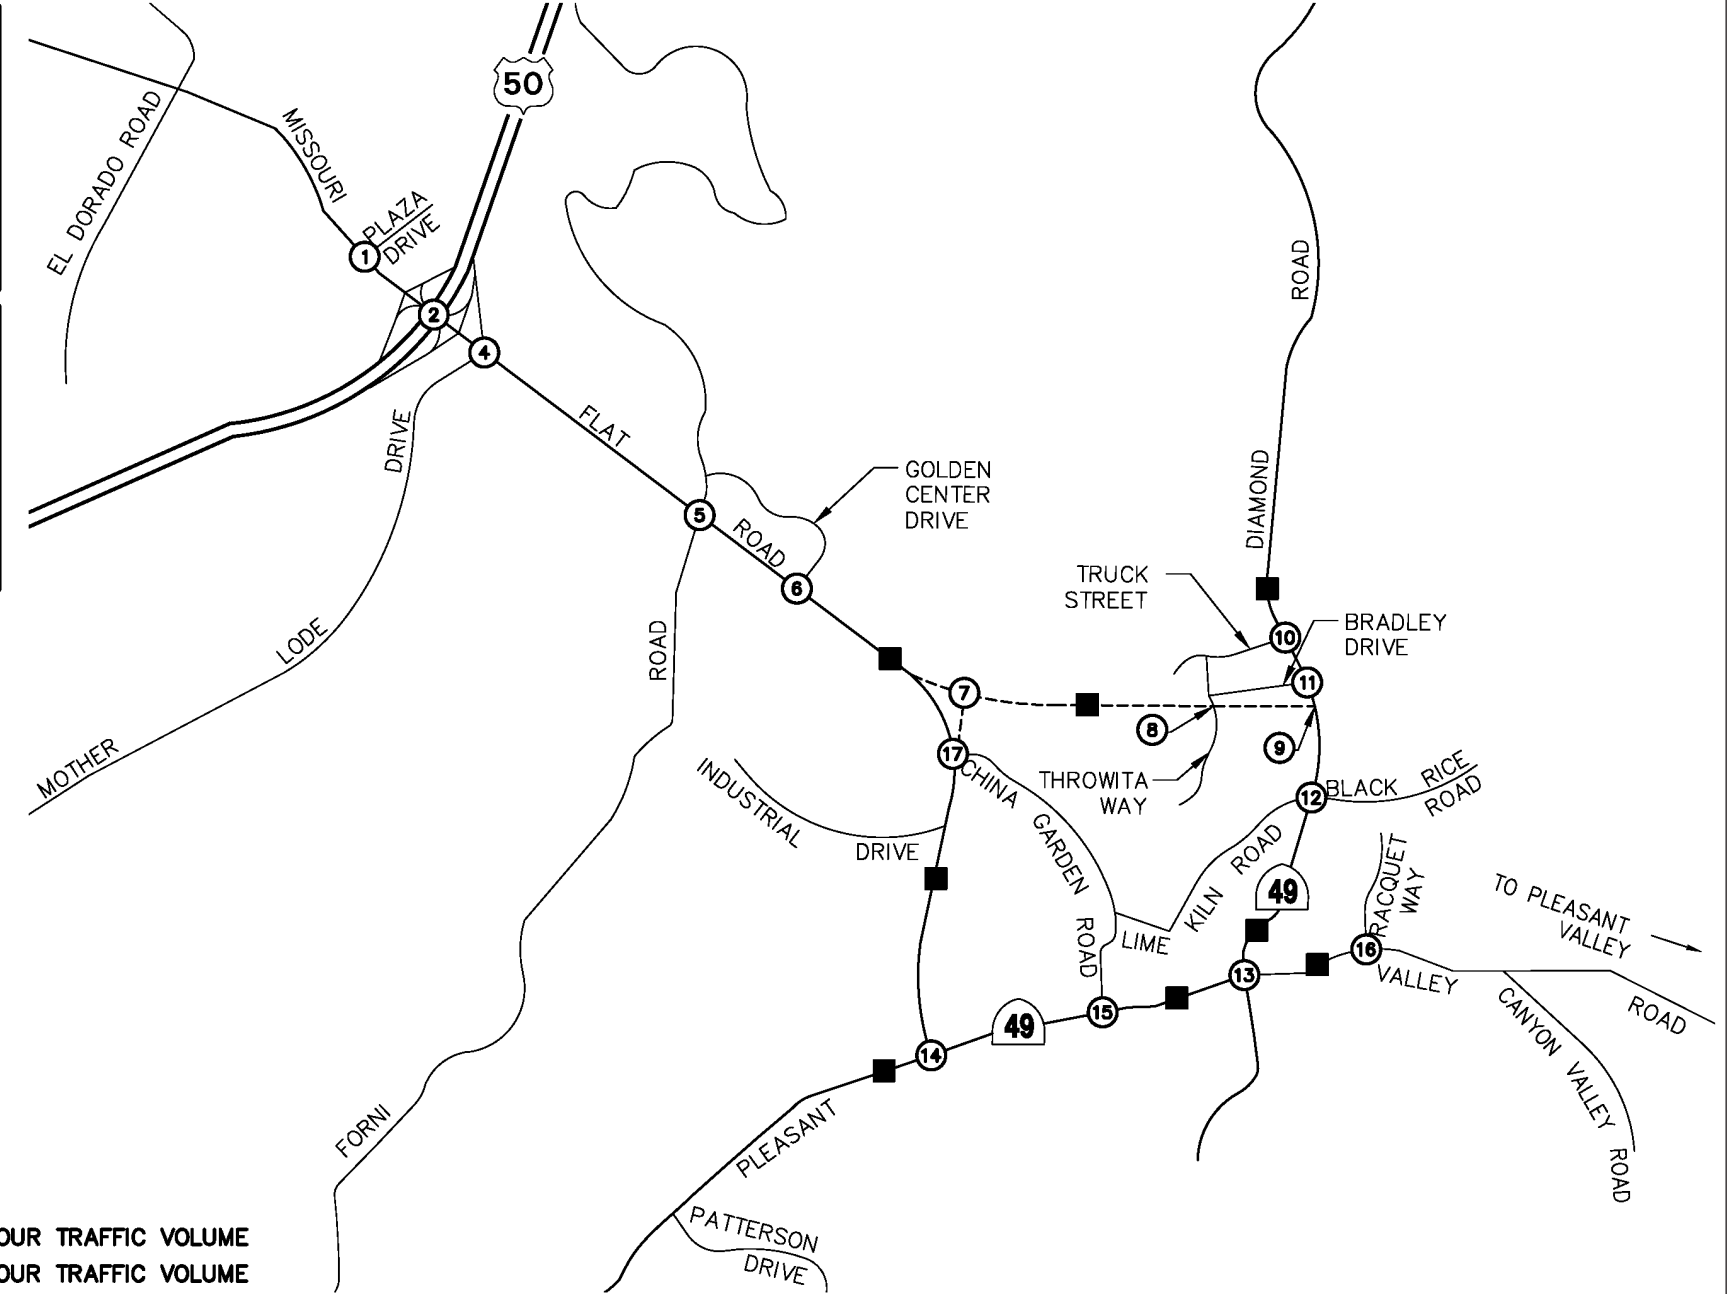 50
EL DORADO ROAD
MISSOURI
PLAZA
DRIVE
1
2
4
FLAT
DRIVE
LODE
MOTHER
5
ROAD
6
GOLDEN
CENTER
DRIVE
ROAD
FORNI
ROAD
DIAMOND
TRUCK
STREET
10
BRADLEY
DRIVE
11
7
8
9
THROWITA
WAY
17
CHINA
GARDEN
ROAD
INDUSTRIAL
DRIVE
12
BLACK
RICE
ROAD
LIME
KILN
ROAD
49
RACQUET
WAY
16
13
15
49
14
VALLEY
ROAD
TO PLEASANT
VALLEY
CANYON
VALLEY
ROAD
PLEASANT
PATTERSON
DRIVE
OUR TRAFFIC VOLUME
OUR TRAFFIC VOLUME